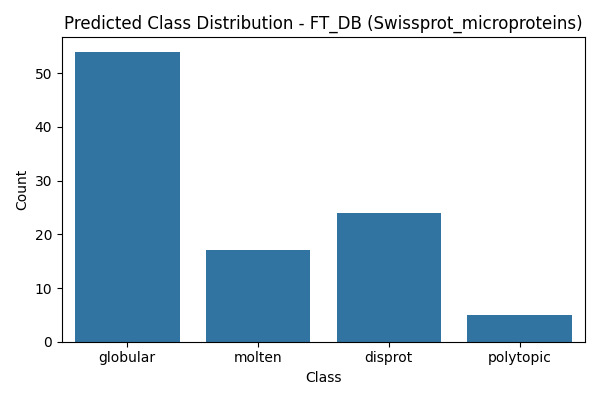 Predicted Class Distribution - FT_DB (Swissprot_microproteins)
Count
50
40
30
20
10
0
globular molten disprot polytopic
Class